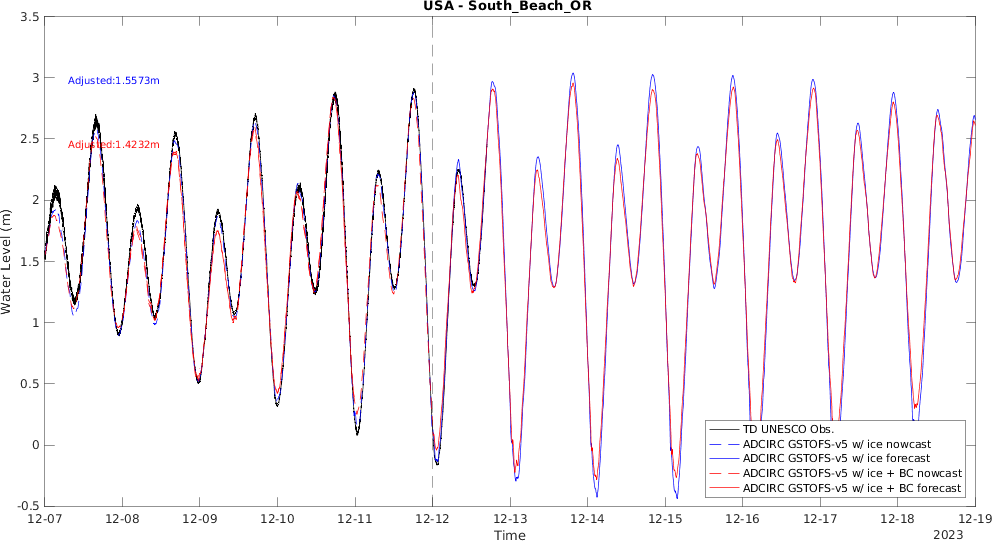 USA - South_Beach_OR
3.5
3
2.5
2
1.5
1
0.5
0
-0.5
Water Level (m)
Adjusted:1.5573m
Adjusted:1.4232m
TD UNESCO Obs.
ADCIRC GSTOFS-v5 w/ ice nowcast
ADCIRC GSTOFS-v5 w/ ice forecast
ADCIRC GSTOFS-v5 w/ ice + BC nowcast
ADCIRC GSTOFS-v5 w/ ice + BC forecast
12-07 12-08 12-09 12-10 12-11 12-12 12-13 12-14 12-15 12-16 12-17 12-18 12-19
Time
2023